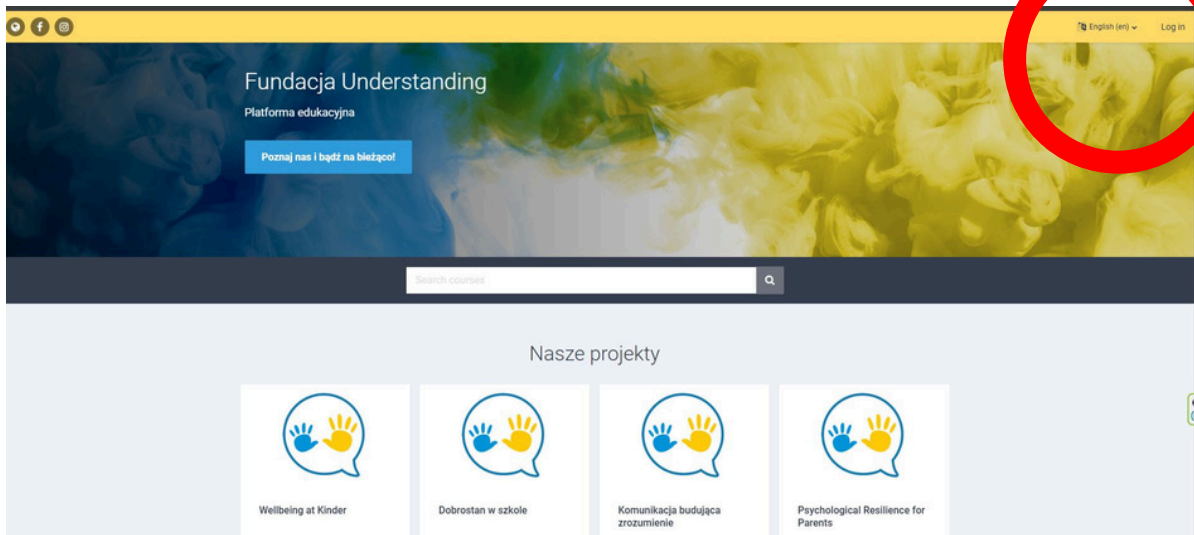 English (en)
Log in
Fundacja Understanding
Platforma edukacyjna
Poznaj nas i bądź na bieżąco!
Search courses
Nasze projekty
Wellbeing at Kinder
Dobrostan w szkole
Komunikacja budująca
zrozumienie
Psychological Resilience for
Parents